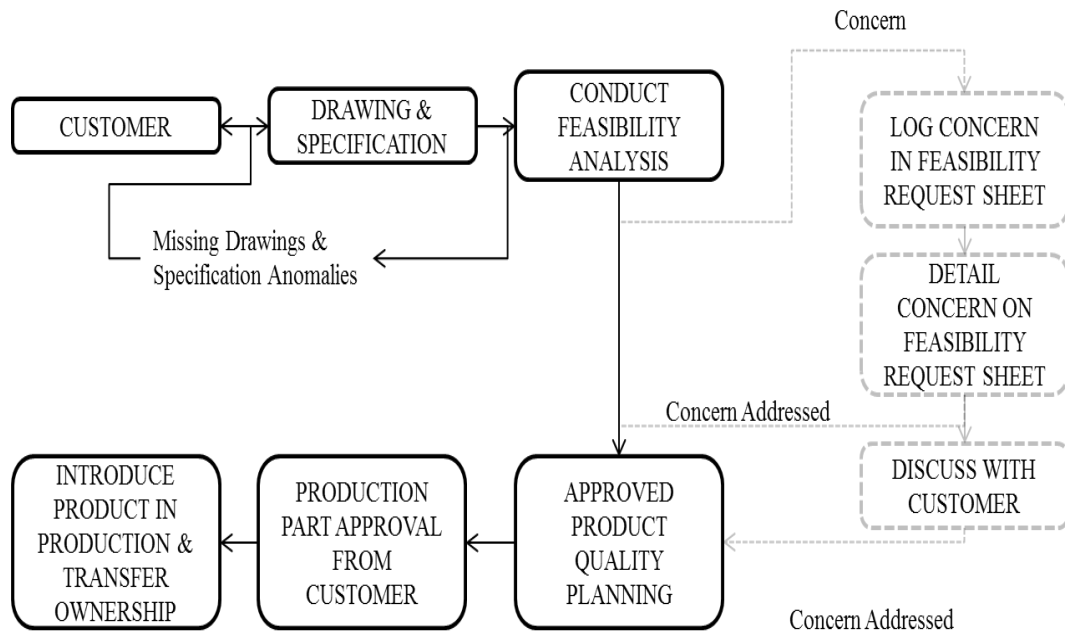 Concern
CUSTOMER
DRAWING &
SPECIFICATION
CONDUCT
FEASIBILITY
ANALYSIS
LOG CONCERN
IN FEASIBILITY
REQUEST SHEET
Missing Drawings &
Specification Anomalies
DETAIL
CONCERN ON
FEASIBILITY
REQUEST SHEET
Concern Addressed
DISCUSS WITH
CUSTOMER
INTRODUCE
PRODUCT IN
PRODUCTION &
TRANSFER
OWNERSHIP
PRODUCTION
PART APPROVAL
FROM
CUSTOMER
APPROVED
PRODUCT
QUALITY
PLANNING
Concern Addressed